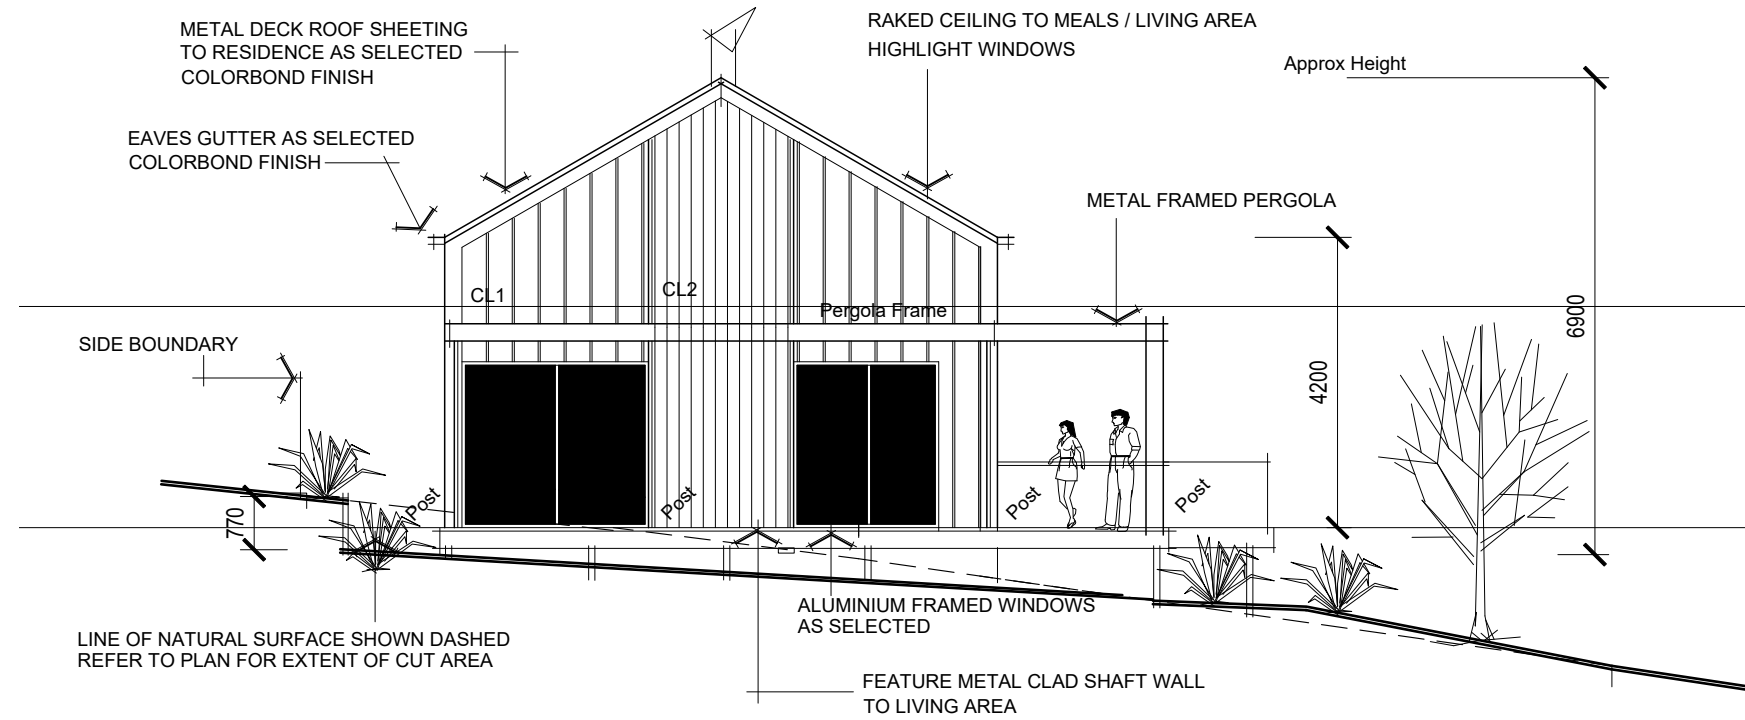 METAL DECK ROOF SHEETING
TO RESIDENCE AS SELECTED
COLORBOND FINISH
RAKED CEILING TO MEALS / LIVING AREA
HIGHLIGHT WINDOWS
Approx Height
EAVES GUTTER AS SELECTED
COLORBOND FINISH
METAL FRAMED PERGOLA
CL1
CL2
Pergola Frame
6900
SIDE BOUNDARY
4200
Post
Post
Post
Post
770
ALUMINIUM FRAMED WINDOWS
AS SELECTED
LINE OF NATURAL SURFACE SHOWN DASHED
REFER TO PLAN FOR EXTENT OF CUT AREA
FEATURE METAL CLAD SHAFT WALL
TO LIVING AREA